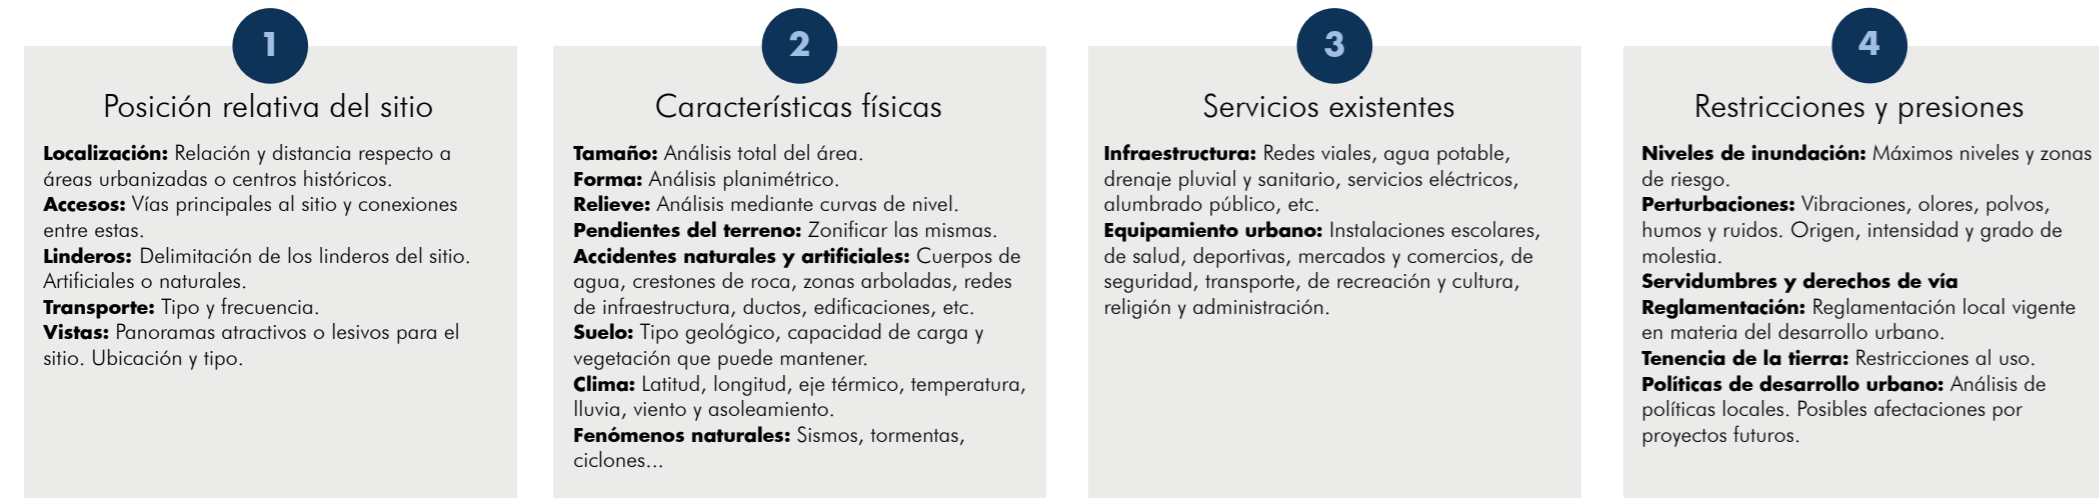 1
Posición relativa del sitio
Localización: Relación y distancia respecto a
áreas urbanizadas o centros históricos.
Accesos: Vías principales al sitio y conexiones
entre estas.
Linderos: Delimitación de los linderos del sitio.
Artificiales o naturales.
Transporte: Tipo y frecuencia.
Vistas: Panoramas atractivos o lesivos para el
sitio. Ubicación y tipo.
2
Características físicas
Tamaño: Análisis total del área.
Forma: Análisis planimétrico.
Relieve: Análisis mediante curvas de nivel.
Pendientes del terreno: Zonificar las mismas.
Accidentes naturales y artificiales: Cuerpos de
agua, crestones de roca, zonas arboladas, redes
de infraestructura, ductos, edificaciones, etc.
Suelo: Tipo geológico, capacidad de carga y
vegetación que puede mantener.
Clima: Latitud, longitud, eje térmico, temperatura,
lluvia, viento y asoleamiento.
Fenómenos naturales: Sismos, tormentas,
ciclones...
3
Servicios existentes
Infraestructura: Redes viales, agua potable,
drenaje pluvial y sanitario, servicios eléctricos,
alumbrado público, etc.
Equipamiento urbano: Instalaciones escolares,
de salud, deportivas, mercados y comercios, de
seguridad, transporte, de recreación y cultura,
religión y administración.
4
Restricciones y presiones
Niveles de inundación: Máximos niveles y zonas
de riesgo.
Perturbaciones: Vibraciones, olores, polvos,
humos y ruidos. Origen, intensidad y grado de
molestia.
Servidumbres y derechos de vía
Reglamentación: Reglamentación local vigente
en materia del desarrollo urbano.
Tenencia de la tierra: Restricciones al uso.
Políticas de desarrollo urbano: Análisis de
políticas locales. Posibles afectaciones por
proyectos futuros.